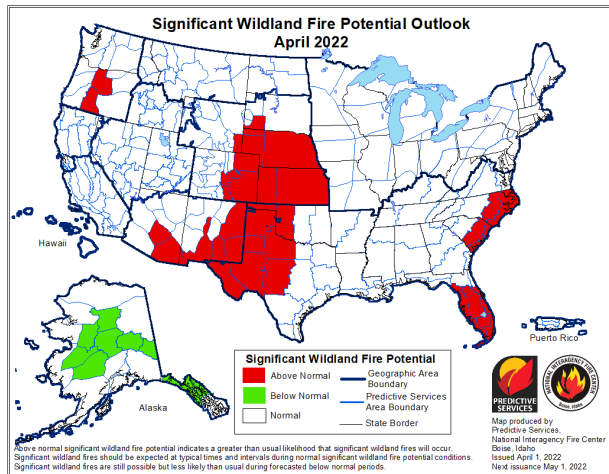 Significant Wildland Fire Potential Outlook
April 2022
Hawaii
Alaska
Puerto Rico
Significant Wildland Fire Potential
Above Normal
Below Normal
Normal
Geographic Area
Boundary
Predictive Services
Area Boundary
State Border
PREDICTIVE
SERVICES
NATIONAL INTERAGENCY FIRE CENTER
Boise, Idaho
Map produced by
Predictive Services,
National Interagency Fire Center
Boise, Idaho
Issued April 1, 2022
Next issuance May 1, 2022
Above normal significant wildland fire potential indicates a greater than usual likelihood that significant wildland fires will occur.
Significant wildland fires should be expected at typical times and intervals during normal significant wildland fire potential conditions.
Significant wildland fires are still possible but less likely than usual during forecasted below normal periods.